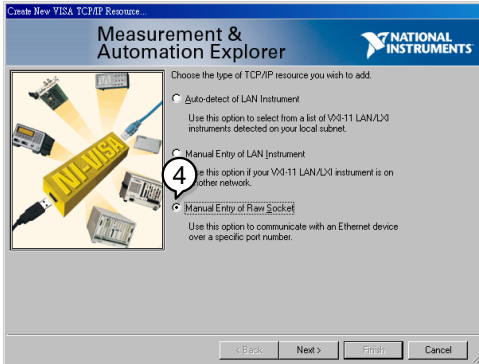 Create New VISA TCP/IP Resource...
Measurement &
Automation Explorer
NATIONAL
INSTRUMENTS
Choose the type of TCP/IP resource you wish to add.
Auto-detect of LAN Instrument
Use this option to select from a list of VXI-11 LAN/LXI
instruments detected on your local subnet.
Manual Entry of LAN Instrument
this option if your VXI-11 LAN/LXI instrument is on
network.
4
Manual Entry of Raw Socket
Use this option to communicate with an Ethernet device
over a specific port number.
NI-VISA
< Back
Next >
Finish
Cancel